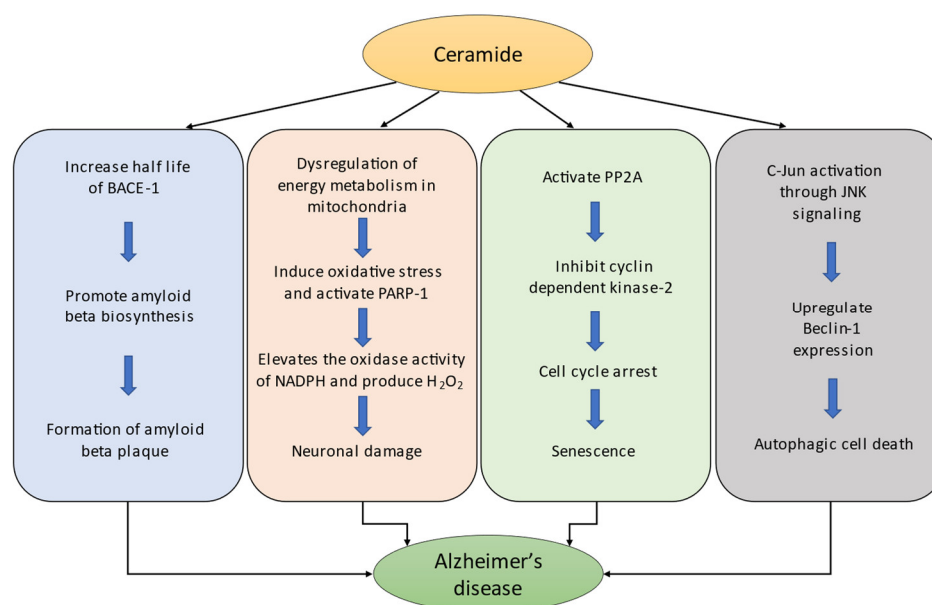 Ceramide
Increase half life
of BACE-1
Promote amyloid
beta biosynthesis
Formation of amyloid
beta plaque
Dysregulation of
energy metabolism in
mitochondria
Induce oxidative stress
and activate PARP-1
Elevates the oxidase activity
of NADPH and produce H₂O₂
Neuronal damage
Activate PP2A
Inhibit cyclin
dependent kinase-2
Cell cycle arrest
Senescence
C-Jun activation
through JNK
signaling
Upregulate
Beclin-1
expression
Autophagic cell death
Alzheimer's
disease